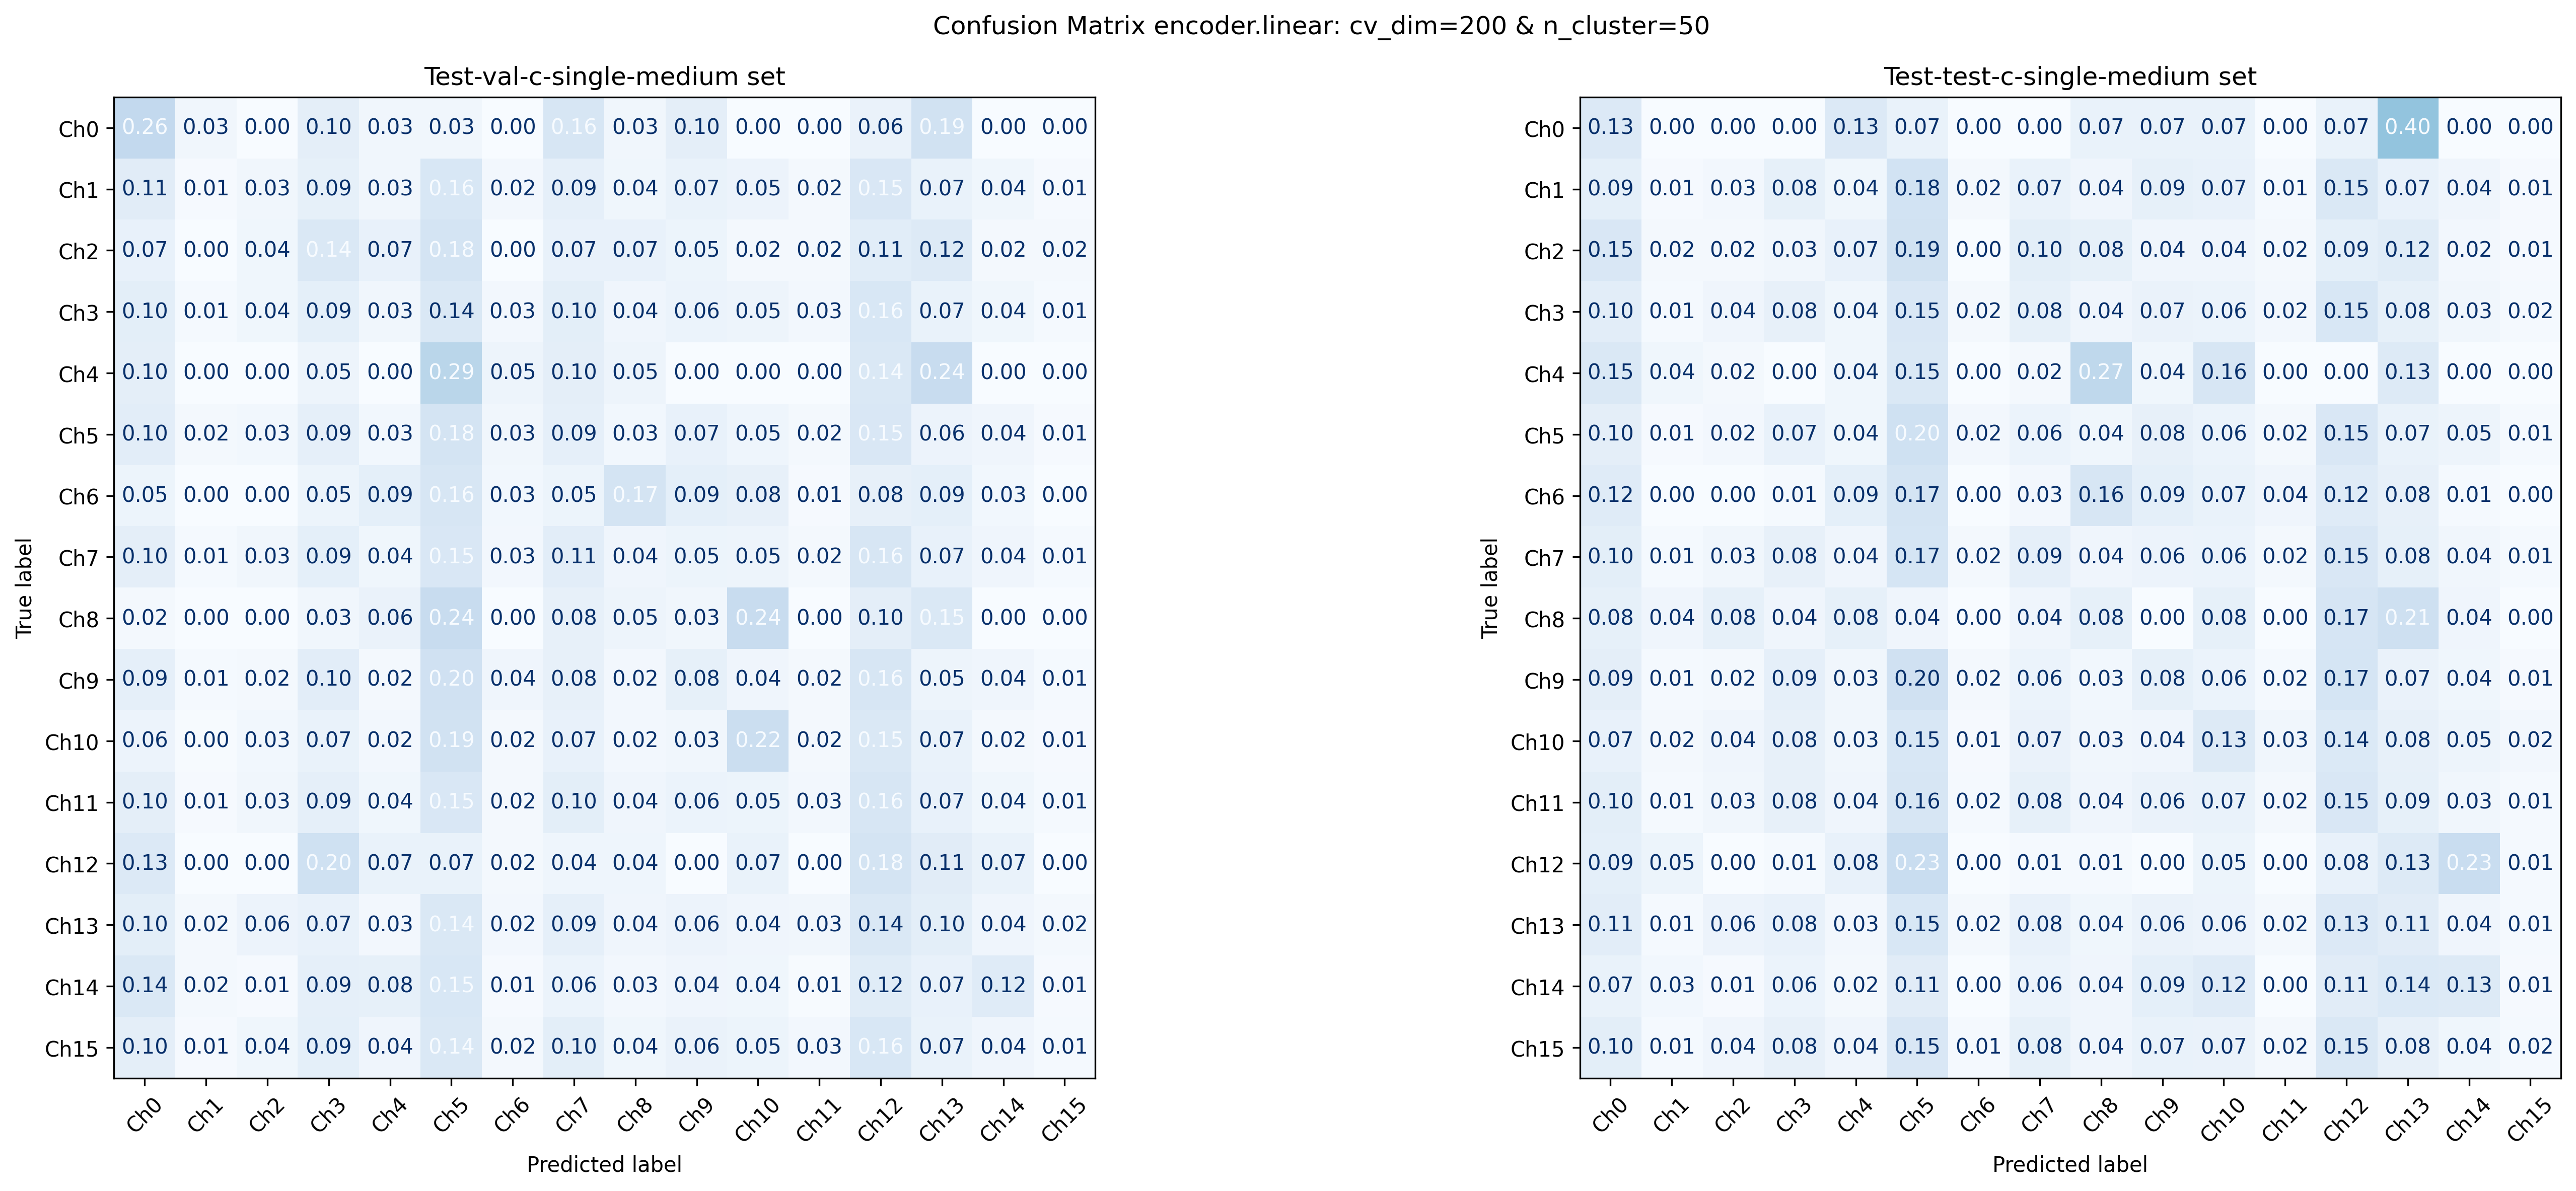 Confusion Matrix encoder.linear: cv_dim=200 & n_cluster=50
Test-val-c-single-medium set
Ch0 0.26 0.03 0.00 0.10 0.03 0.03 0.00 0.16 0.03 0.10 0.00 0.00 0.06 0.19 0.00 0.00
Ch1 0.11 0.01 0.03 0.09 0.03 0.16 0.02 0.09 0.04 0.07 0.05 0.02 0.15 0.07 0.04 0.01
Ch2 0.07 0.00 0.04 0.14 0.07 0.18 0.00 0.07 0.07 0.05 0.02 0.02 0.11 0.12 0.02 0.02
Ch3 0.10 0.01 0.04 0.09 0.03 0.14 0.03 0.10 0.04 0.06 0.05 0.03 0.16 0.07 0.04 0.01
Ch4 0.10 0.00 0.00 0.05 0.00 0.29 0.05 0.10 0.05 0.00 0.00 0.00 0.14 0.24 0.00 0.00
Ch5 0.10 0.02 0.03 0.09 0.03 0.18 0.03 0.09 0.03 0.07 0.05 0.02 0.15 0.06 0.04 0.01
Ch6 0.05 0.00 0.00 0.05 0.09 0.16 0.03 0.05 0.17 0.09 0.08 0.01 0.08 0.09 0.03 0.00
Ch7 0.10 0.01 0.03 0.09 0.04 0.15 0.03 0.11 0.04 0.05 0.05 0.02 0.16 0.07 0.04 0.01
Ch8 0.02 0.00 0.00 0.03 0.06 0.24 0.00 0.08 0.05 0.03 0.24 0.00 0.10 0.15 0.00 0.00
Ch9 0.09 0.01 0.02 0.10 0.02 0.20 0.04 0.08 0.02 0.08 0.04 0.02 0.16 0.05 0.04 0.01
Ch10 0.06 0.00 0.03 0.07 0.02 0.19 0.02 0.07 0.02 0.03 0.22 0.02 0.15 0.07 0.02 0.01
Ch11 0.10 0.01 0.03 0.09 0.04 0.15 0.02 0.10 0.04 0.06 0.05 0.03 0.16 0.07 0.04 0.01
Ch12 0.13 0.00 0.00 0.20 0.07 0.07 0.02 0.04 0.04 0.00 0.07 0.00 0.18 0.11 0.07 0.00
Ch13 0.10 0.02 0.06 0.07 0.03 0.14 0.02 0.09 0.04 0.06 0.04 0.03 0.14 0.10 0.04 0.02
Ch14 0.14 0.02 0.01 0.09 0.08 0.15 0.01 0.06 0.03 0.04 0.04 0.01 0.12 0.07 0.12 0.01
Ch15 0.10 0.01 0.04 0.09 0.04 0.14 0.02 0.10 0.04 0.06 0.05 0.03 0.16 0.07 0.04 0.01
Ch0 Ch1 Ch2 Ch3 Ch4 Ch5 Ch6 Ch7 Ch8 Ch9 Ch10 Ch11 Ch12 Ch13 Ch14 Ch15
True label
Predicted label
Test-test-c-single-medium set
Ch0 0.13 0.00 0.00 0.00 0.13 0.07 0.00 0.00 0.07 0.07 0.07 0.00 0.07 0.40 0.00 0.00
Ch1 0.09 0.01 0.03 0.08 0.04 0.18 0.02 0.07 0.04 0.09 0.07 0.01 0.15 0.07 0.04 0.01
Ch2 0.15 0.02 0.02 0.03 0.07 0.19 0.00 0.10 0.08 0.04 0.04 0.02 0.09 0.12 0.02 0.01
Ch3 0.10 0.01 0.04 0.08 0.04 0.15 0.02 0.08 0.04 0.07 0.06 0.02 0.15 0.08 0.03 0.02
Ch4 0.15 0.04 0.02 0.00 0.04 0.15 0.00 0.02 0.27 0.04 0.16 0.00 0.00 0.13 0.00 0.00
Ch5 0.10 0.01 0.02 0.07 0.04 0.20 0.02 0.06 0.04 0.08 0.06 0.02 0.15 0.07 0.05 0.01
Ch6 0.12 0.00 0.00 0.01 0.09 0.17 0.00 0.03 0.16 0.09 0.07 0.04 0.12 0.08 0.01 0.00
Ch7 0.10 0.01 0.03 0.08 0.04 0.17 0.02 0.09 0.04 0.06 0.06 0.02 0.15 0.08 0.04 0.01
Ch8 0.08 0.04 0.08 0.04 0.08 0.04 0.00 0.04 0.08 0.00 0.08 0.00 0.17 0.21 0.04 0.00
Ch9 0.09 0.01 0.02 0.09 0.03 0.20 0.02 0.06 0.03 0.08 0.06 0.02 0.17 0.07 0.04 0.01
Ch10 0.07 0.02 0.04 0.08 0.03 0.15 0.01 0.07 0.03 0.04 0.13 0.03 0.14 0.08 0.05 0.02
Ch11 0.10 0.01 0.03 0.08 0.04 0.16 0.02 0.08 0.04 0.06 0.07 0.02 0.15 0.09 0.03 0.01
Ch12 0.09 0.05 0.00 0.01 0.08 0.23 0.00 0.01 0.01 0.00 0.05 0.00 0.08 0.13 0.23 0.01
Ch13 0.11 0.01 0.06 0.08 0.03 0.15 0.02 0.08 0.04 0.06 0.06 0.02 0.13 0.11 0.04 0.01
Ch14 0.07 0.03 0.01 0.06 0.02 0.11 0.00 0.06 0.04 0.09 0.12 0.00 0.11 0.14 0.13 0.01
Ch15 0.10 0.01 0.04 0.08 0.04 0.15 0.01 0.08 0.04 0.07 0.07 0.02 0.15 0.08 0.04 0.02
Ch0 Ch1 Ch2 Ch3 Ch4 Ch5 Ch6 Ch7 Ch8 Ch9 Ch10 Ch11 Ch12 Ch13 Ch14 Ch15
True label
Predicted label